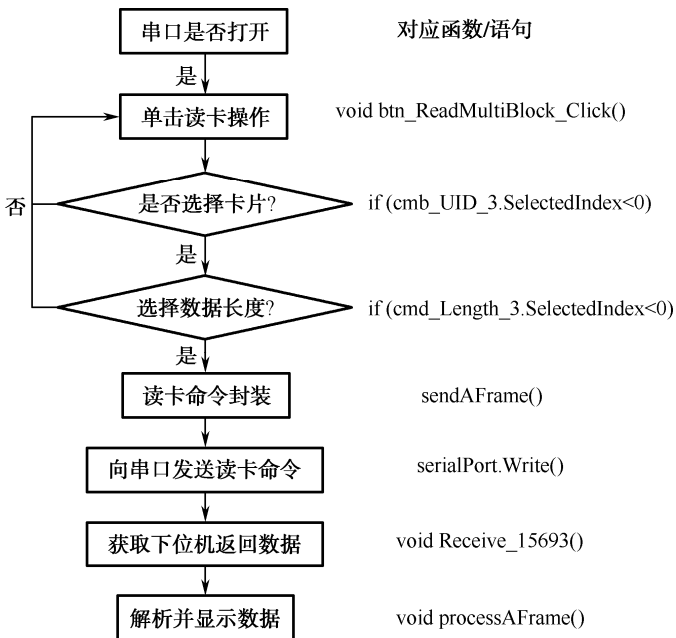 串口是否打开 对应函数/语句
是
单击读卡操作 void btn_ReadMultiBlock_Click()
否 是否选择卡片? if (cmb_UID_3.SelectedIndex<0)
是
选择数据长度? if (cmd_Length_3.SelectedIndex<0)
是
读卡命令封装 sendAFrame()
向串口发送读卡命令 serialPort.Write()
获取下位机返回数据 void Receive_15693()
解析并显示数据 void processAFrame()